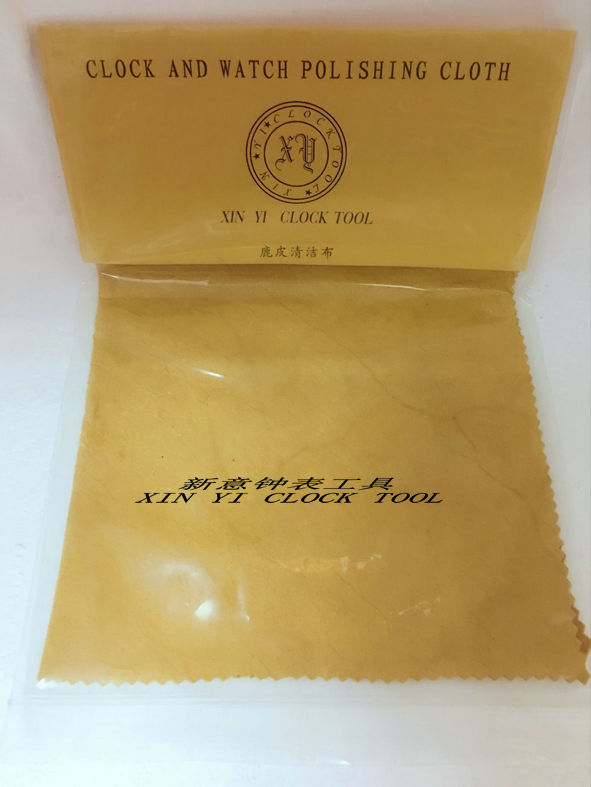 CLOCK AND WATCH POLISHING CLOTH
XIN YI CLOCK TOOL
XY
XIN YI CLOCK TOOL
鹿皮清洁布
新意钟表工具
XIN YI CLOCK TOOL